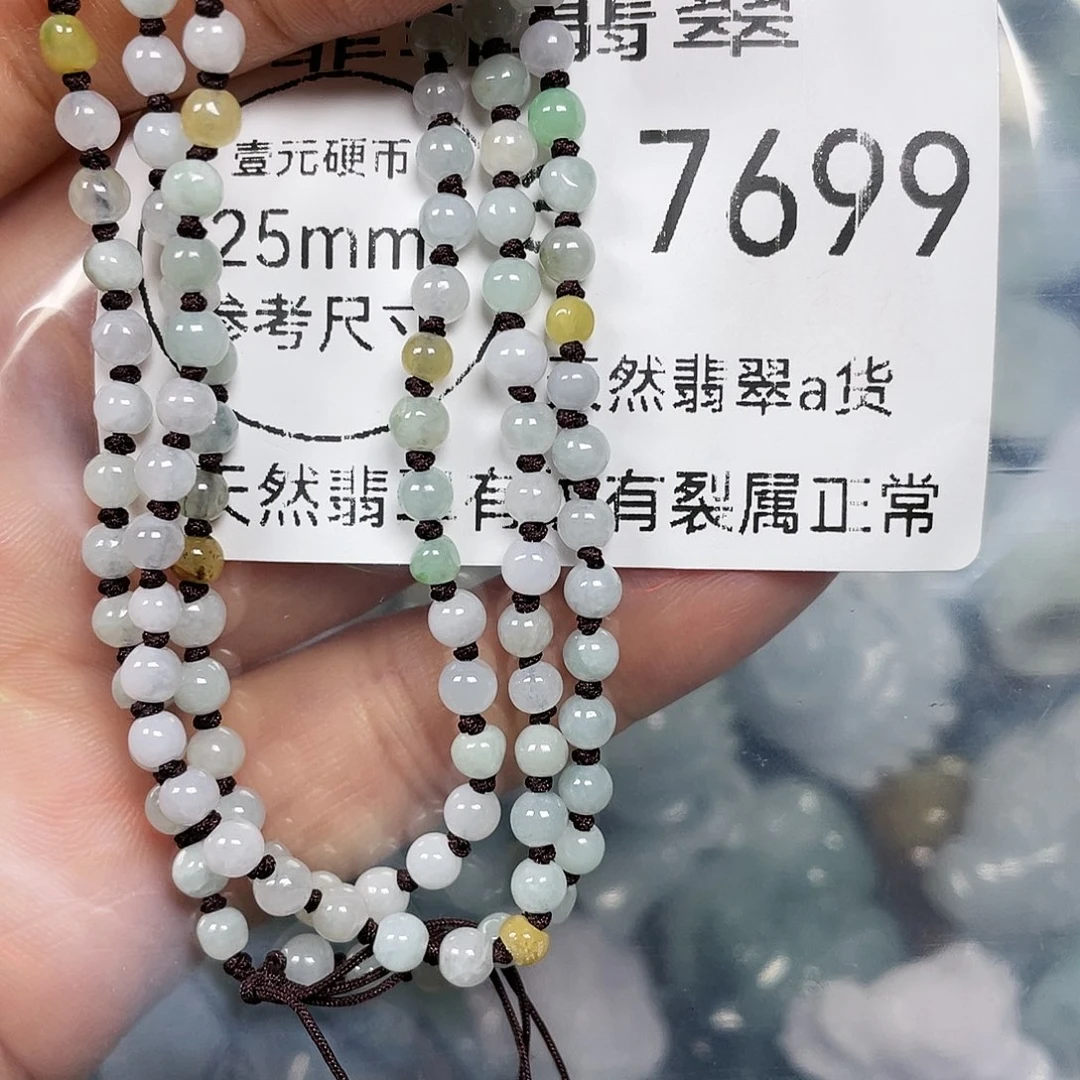 翡翠
7699
壹元硬币
25mm
参考尺寸
然翡翠a货
天然翡 有 有裂属正常